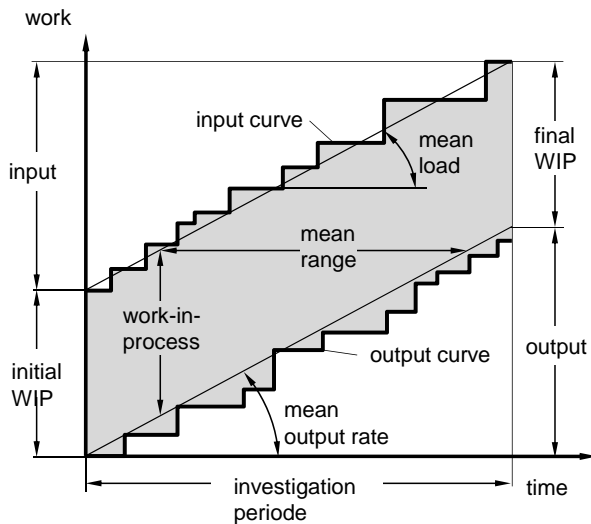 work
input curve
mean
load
final
WIP
input
mean
range
work-in-
process
output curve
output
initial
WIP
mean
output rate
investigation
periode
time